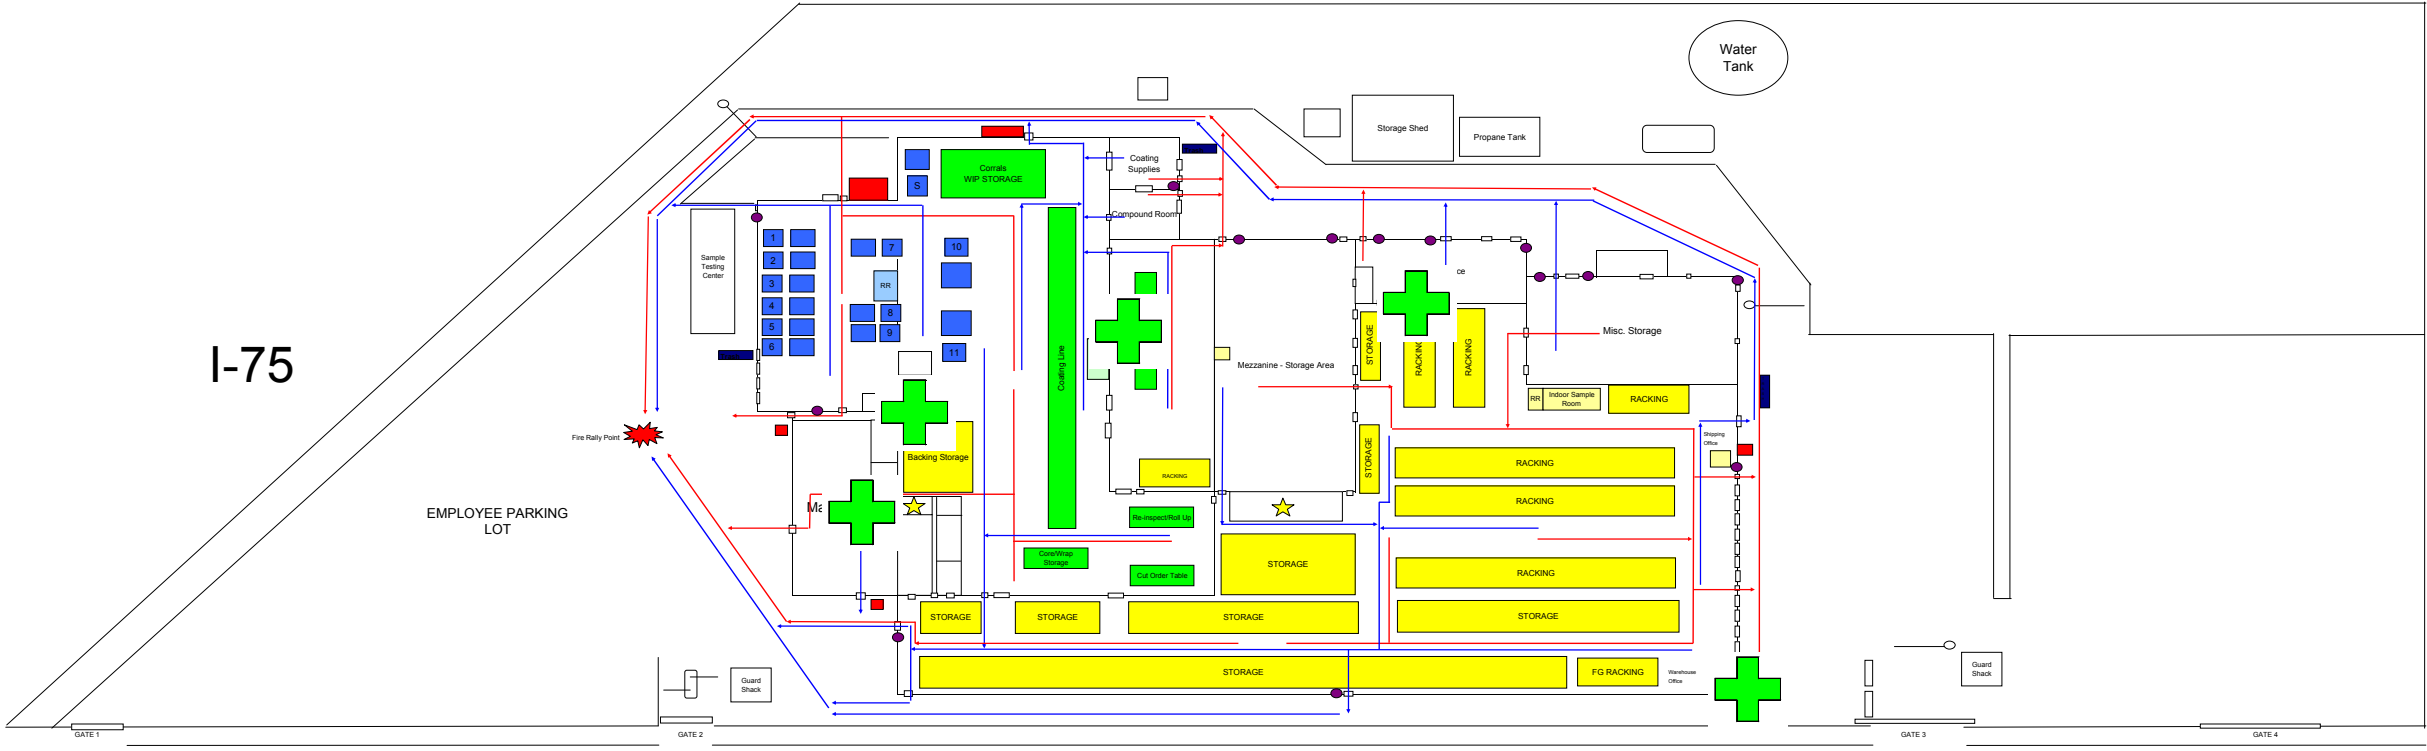 Water
Tank
Storage Shed
Propane Tank
Corrals
WIP STORAGE
Coating
Supplies
S
Compound Room
Sample
Testing
Center
1
2
3
4
5
6
7
RR
8
9
10
11
I-75
Coating Line
Mezzanine - Storage Area
STORAGE
RACKING
RACKING
ce
Misc. Storage
RR
Indoor Sample
Room
RACKING
Fire Rally Point
Backing Storage
RACKING
STORAGE
RACKING
RACKING
Shipping
Office
EMPLOYEE PARKING
LOT
Ma
Re-inspect/Roll Up
Core/Wrap
Storage
Cut Order Table
STORAGE
RACKING
STORAGE
STORAGE
STORAGE
STORAGE
STORAGE
FG RACKING
Warehouse
Office
Guard
Shack
Guard
Shack
GATE 1
GATE 2
GATE 3
GATE 4